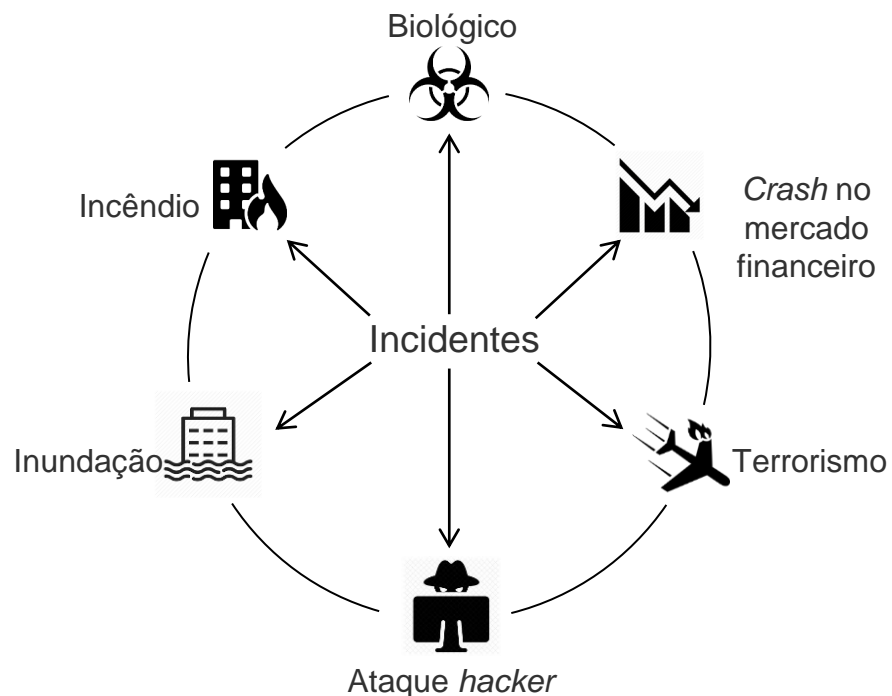 Biológico
Incêndio
Crash no
mercado
financeiro
Incidentes
Inundação
Terrorismo
Ataque hacker